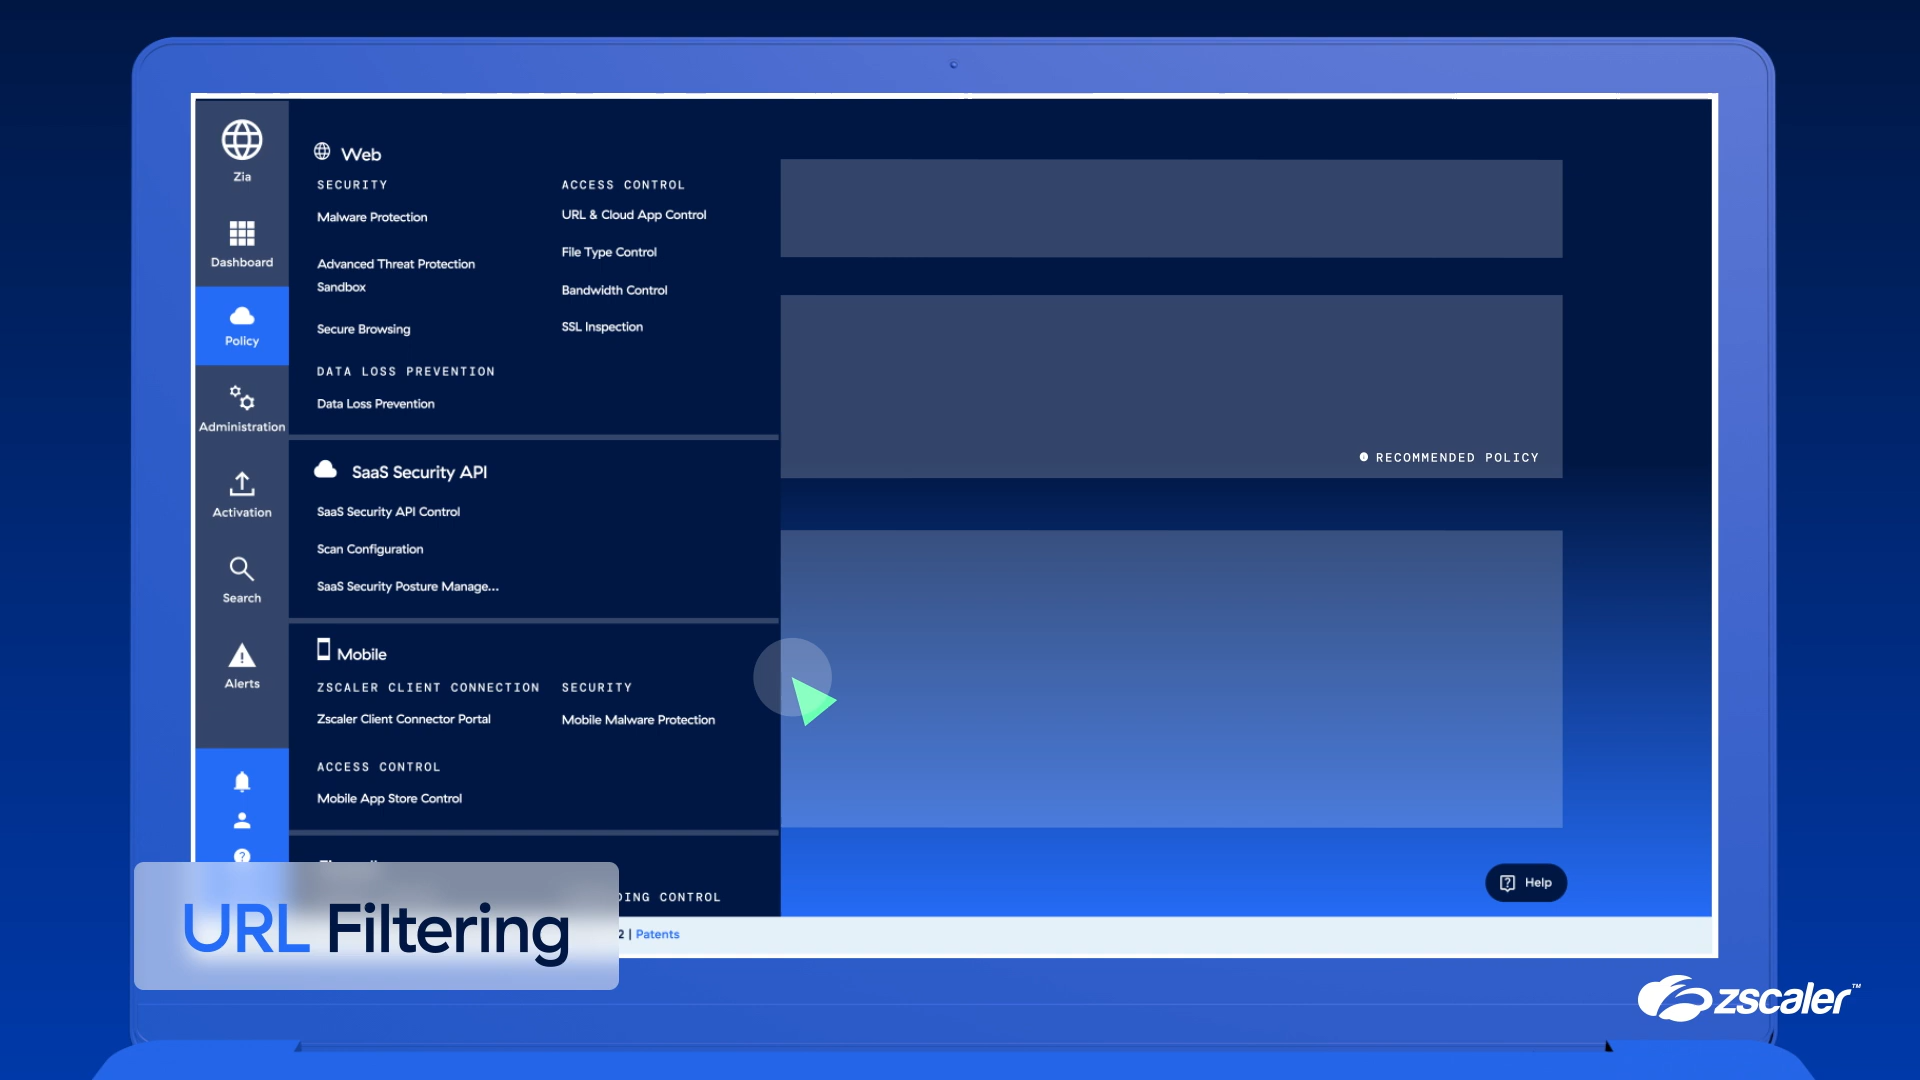 Zia
Dashboard
Policy
Administration
Activation
Search
Alerts
Web
SECURITY
Malware Protection
Advanced Threat Protection
Sandbox
Secure Browsing
DATA LOSS PREVENTION
Data Loss Prevention
ACCESS CONTROL
URL & Cloud App Control
File Type Control
Bandwidth Control
SSL Inspection
SaaS Security API
SaaS Security API Control
Scan Configuration
SaaS Security Posture Manage...
Mobile
ZSCALER CLIENT CONNECTION
Zscaler Client Connector Portal
SECURITY
Mobile Malware Protection
ACCESS CONTROL
Mobile App Store Control
DING CONTROL
RECOMMENDED POLICY
? Help
2 | Patents
URL Filtering
zscaler™